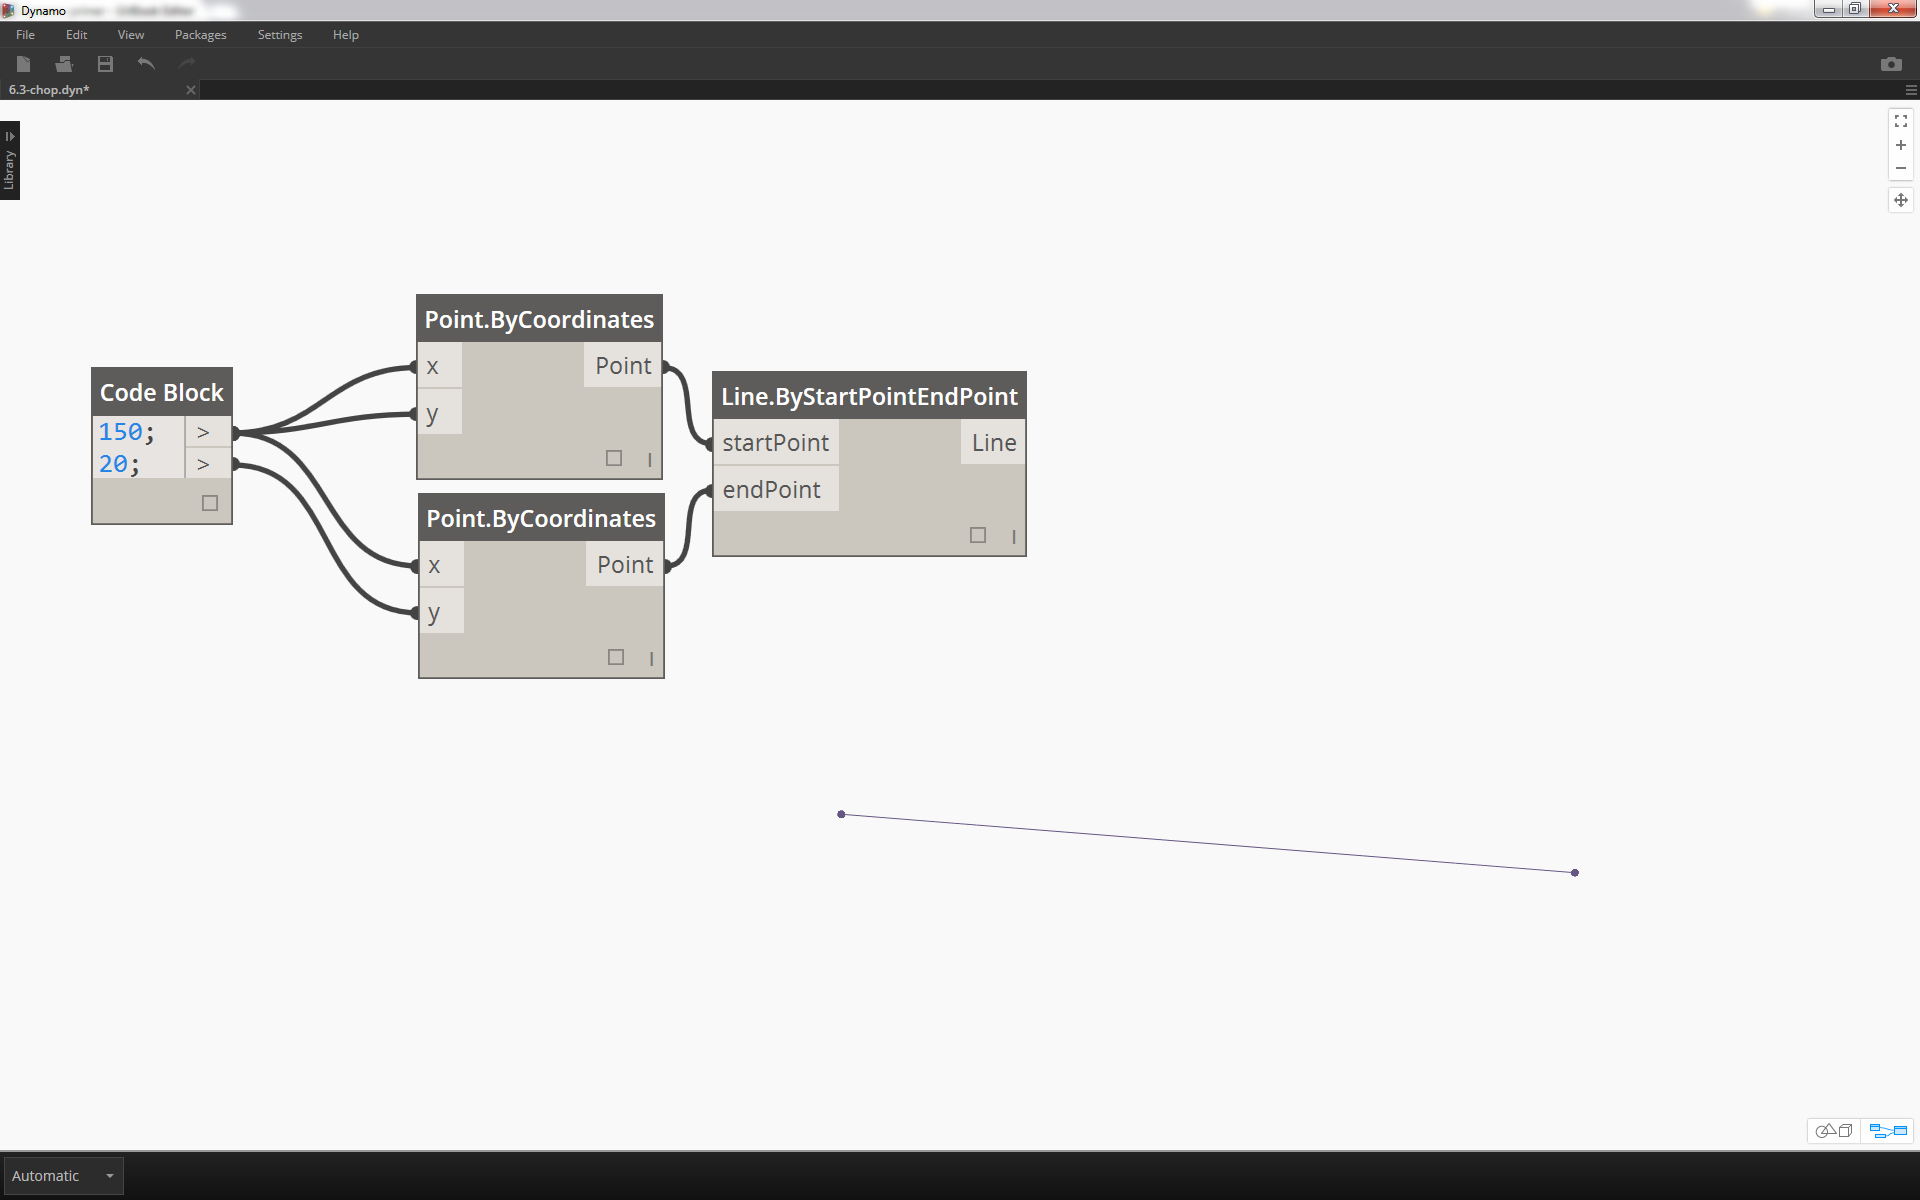 Dynamo
File Edit View Packages Settings Help
6.3-chop.dyn*
Library
Point.ByCoordinates
x Point
y
Code Block
150; >
20; >
Line.ByStartPointEndPoint
startPoint Line
endPoint
Point.ByCoordinates
x Point
y
Automatic